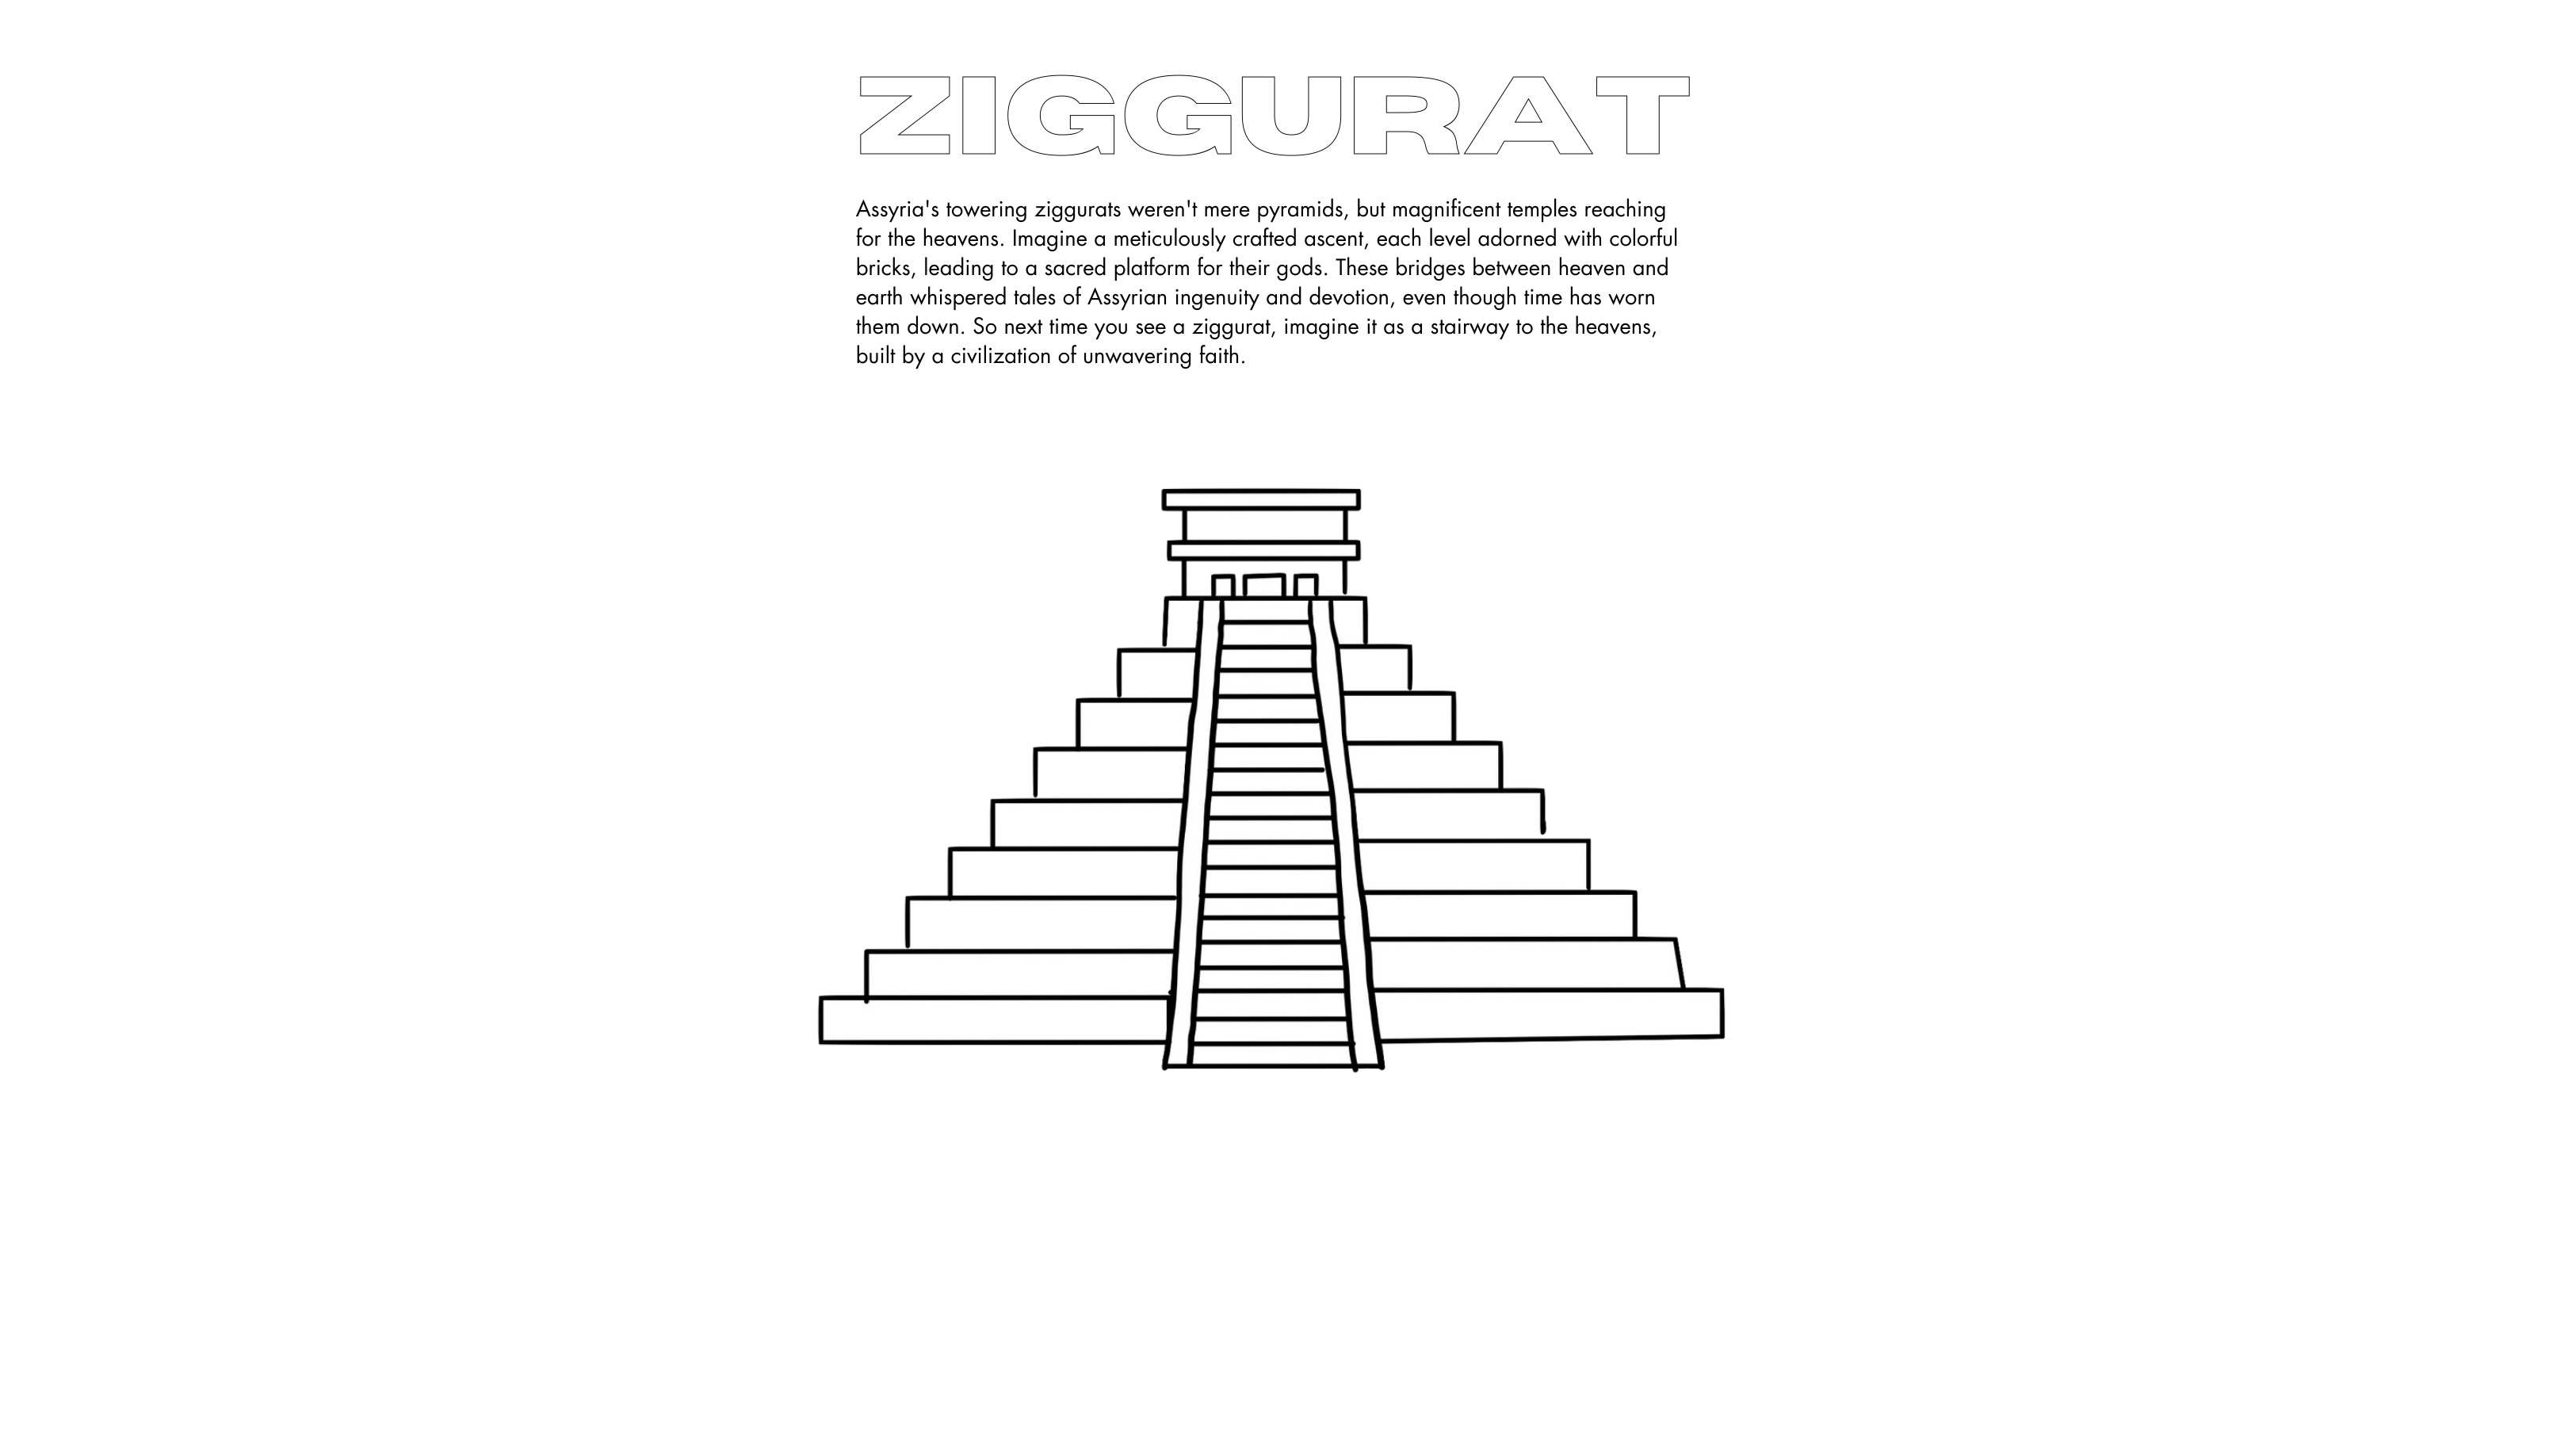 ZIGGURAT
Assyria's towering ziggurats weren't mere pyramids, but magnificent temples reaching
for the heavens. Imagine a meticulously crafted ascent, each level adorned with colorful
bricks, leading to a sacred platform for their gods. These bridges between heaven and
earth whispered tales of Assyrian ingenuity and devotion, even though time has worn
them down. So next time you see a ziggurat, imagine it as a stairway to the heavens,
built by a civilization of unwavering faith.